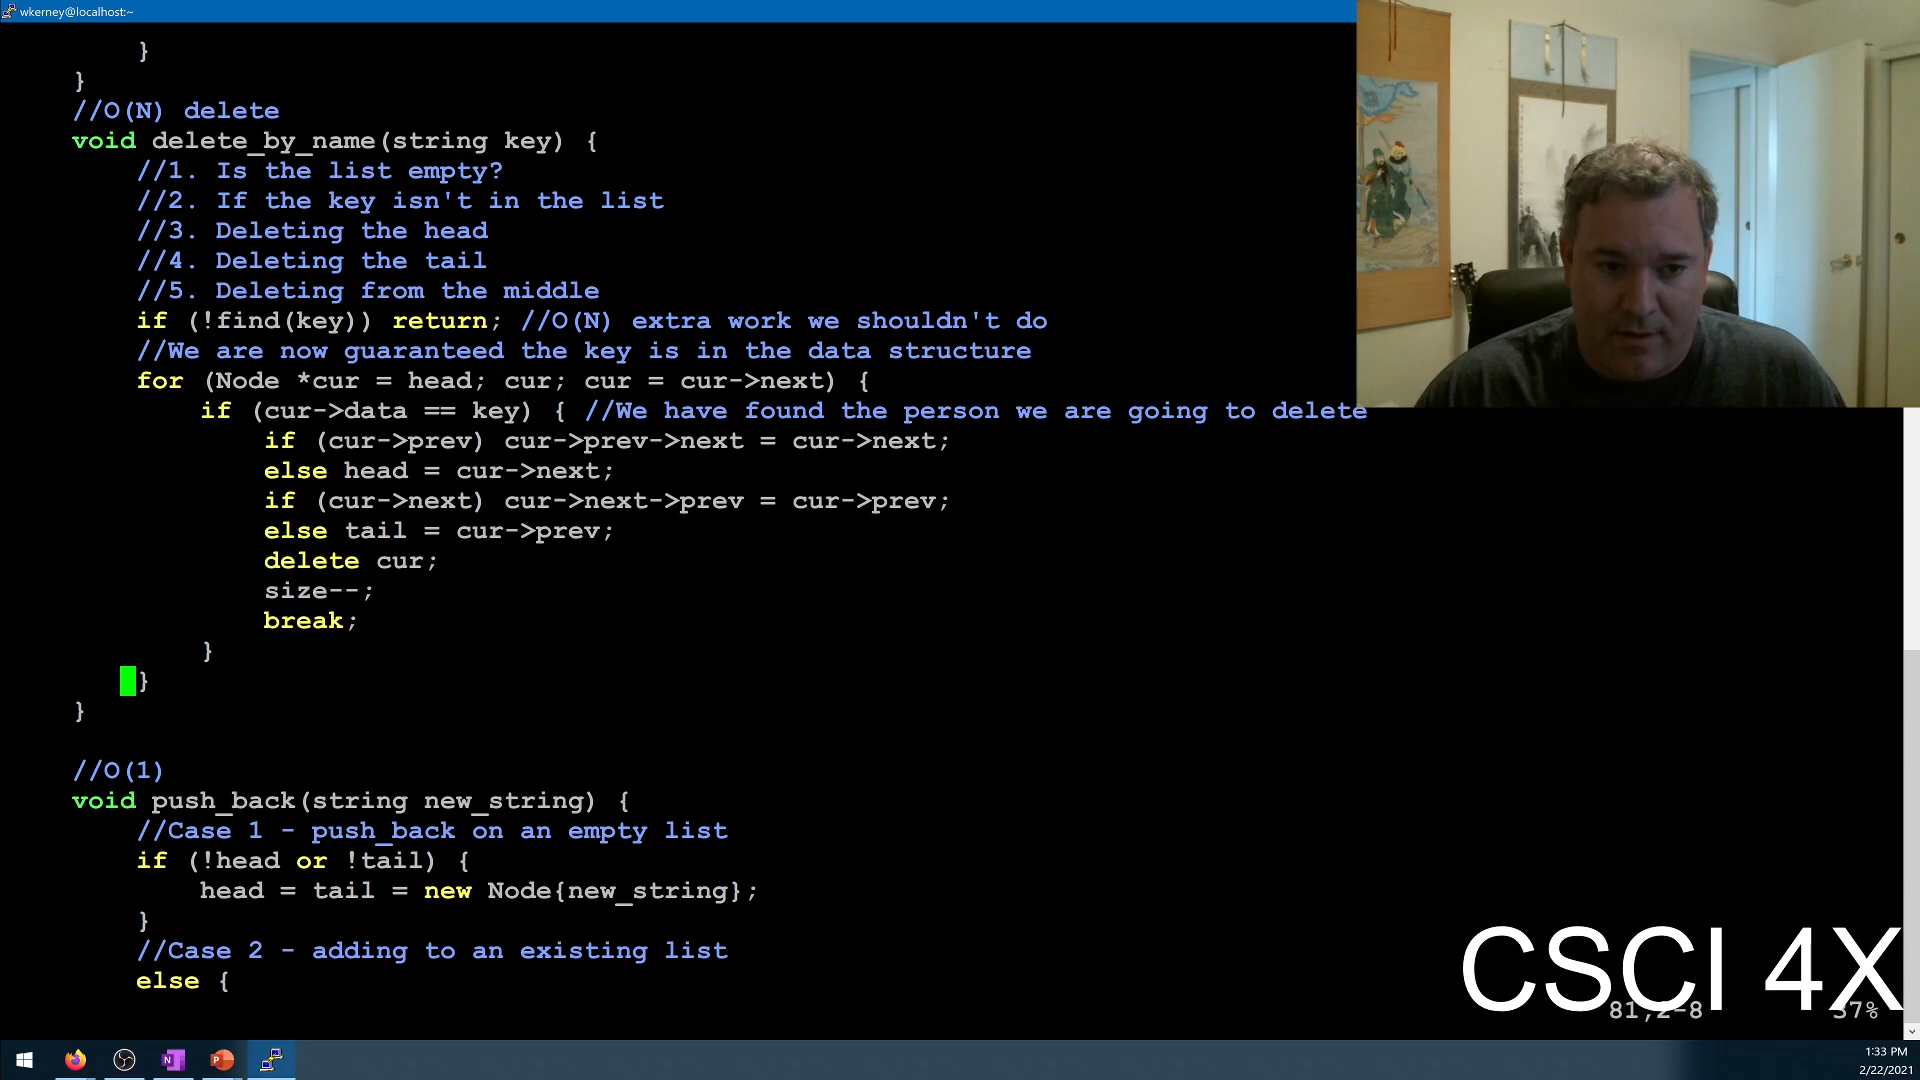 wkerney@localhost:~
}
}
//O(N) delete
void delete_by_name(string key) {
//1. Is the list empty?
//2. If the key isn't in the list
//3. Deleting the head
//4. Deleting the tail
//5. Deleting from the middle
if (!find(key)) return; //O(N) extra work we shouldn't do
//We are now guaranteed the key is in the data structure
for (Node *cur = head; cur; cur = cur->next) {
if (cur->data == key) { //We have found the person we are going to delete
if (cur->prev) cur->prev->next = cur->next;
else head = cur->next;
if (cur->next) cur->next->prev = cur->prev;
else tail = cur->prev;
delete cur;
size--;
break;
}
}
}
//O(1)
void push_back(string new_string) {
//Case 1 - push_back on an empty list
if (!head or !tail) {
head = tail = new Node{new_string};
}
//Case 2 - adding to an existing list
else {
CSCI 4X
81,2-8 37%
1:33 PM
2/22/2021